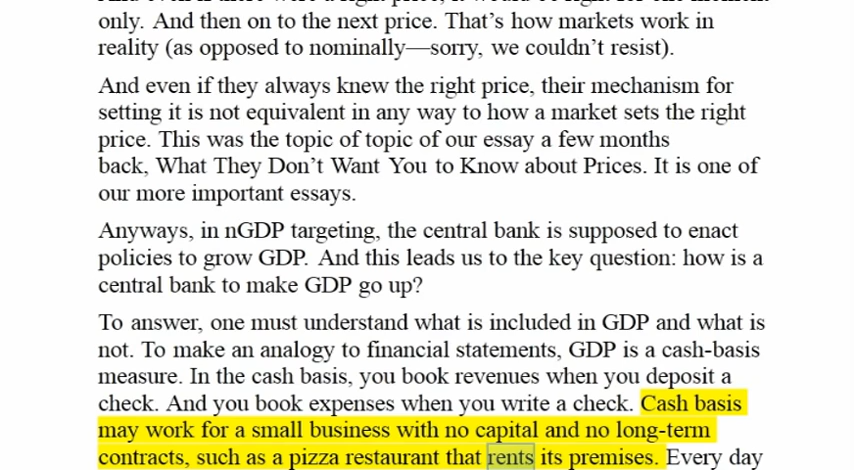 only. And then on to the next price. That's how markets work in
reality (as opposed to nominally—sorry, we couldn't resist).
And even if they always knew the right price, their mechanism for
setting it is not equivalent in any way to how a market sets the right
price. This was the topic of topic of our essay a few months
back, What They Don't Want You to Know about Prices. It is one of
our more important essays.
Anyways, in nGDP targeting, the central bank is supposed to enact
policies to grow GDP. And this leads us to the key question: how is a
central bank to make GDP go up?
To answer, one must understand what is included in GDP and what is
not. To make an analogy to financial statements, GDP is a cash-basis
measure. In the cash basis, you book revenues when you deposit a
check. And you book expenses when you write a check. Cash basis
may work for a small business with no capital and no long-term
contracts, such as a pizza restaurant that rents its premises. Every day